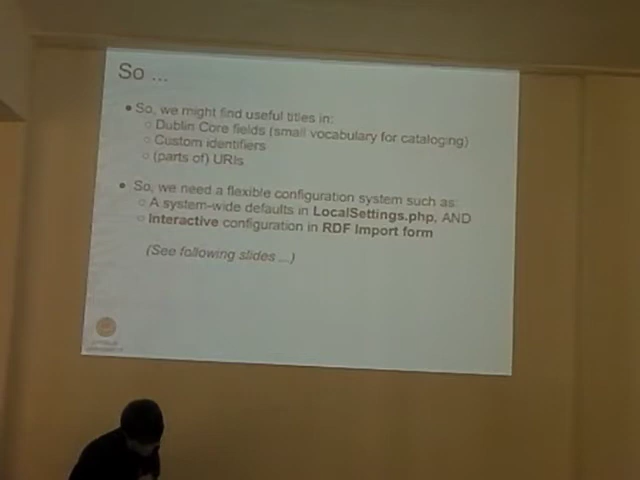 So ...
• So, we might find useful titles in:
○ Dublin Core fields (small vocabulary for cataloging)
○ Custom identifiers
○ (parts of) URIs
• So, we need a flexible configuration system such as:
○ A system-wide defaults in LocalSettings.php, AND
○ Interactive configuration in RDF Import form
(See following slides ...)